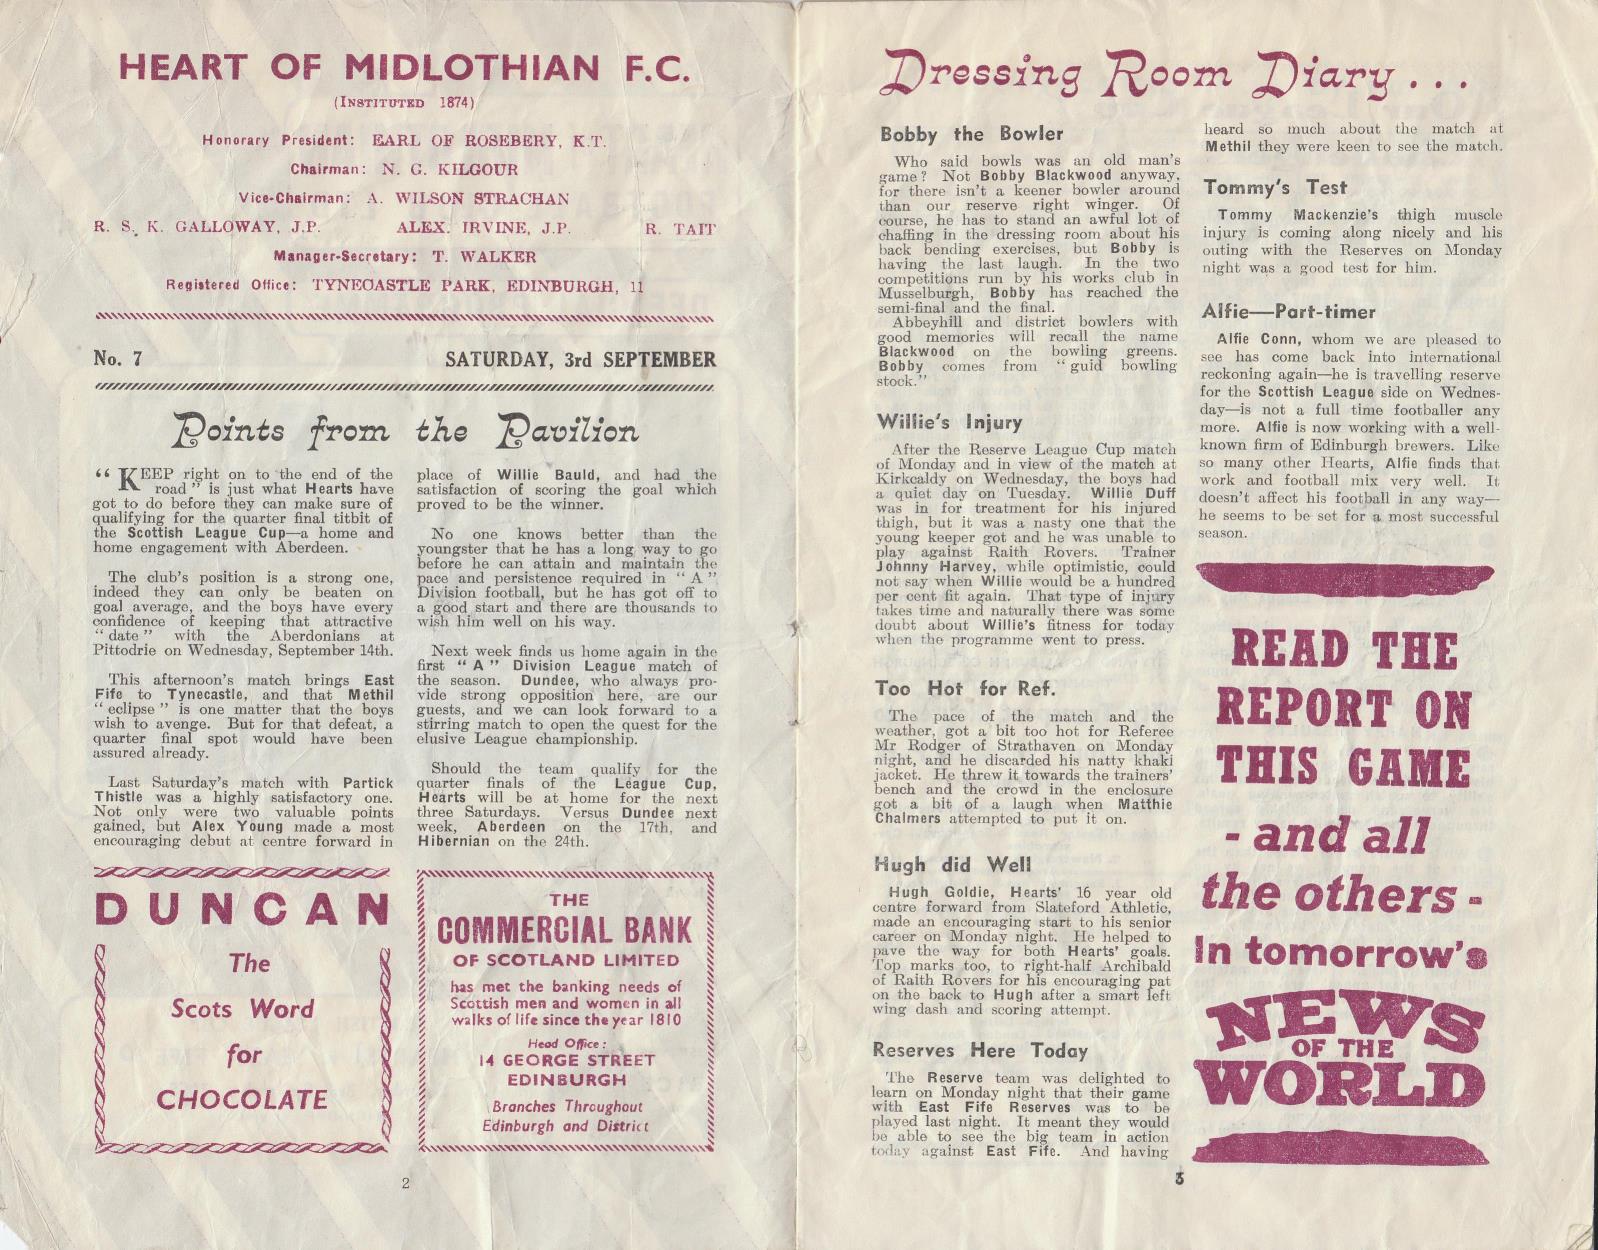 HEART OF MIDLOTHIAN F.C.
(INSTITUTED 1874)
Honorary President: EARL OF ROSEBERY, K.T.
Chairman: N. G. KILGOUR
Vice-Chairman: A. WILSON STRACHAN
R. S. K. GALLOWAY, J.P. ALEX. IRVINE, J.P. R. TAIT
Manager-Secretary: T. WALKER
Registered Office: TYNECASTLE PARK, EDINBURGH, 11
No. 7 SATURDAY, 3rd SEPTEMBER
Points from the Pavilion
"KEEP right on to the end of the
road" is just what Hearts have
got to do before they can make sure of
qualifying for the quarter final titbit of
the Scottish League Cup—a home and
home engagement with Aberdeen.
The club's position is a strong one,
indeed they can only be beaten on
goal average, and the boys have every
confidence of keeping that attractive
"date" with the Aberdonians at
Pittodrie on Wednesday, September 14th.
This afternoon's match brings East
Fife to Tynecastle, and that Methil
"eclipse" is one matter that the boys
wish to avenge. But for that defeat, a
quarter final spot would have been
assured already.
Last Saturday's match with Partick
Thistle was a highly satisfactory one.
Not only were two valuable points
gained, but Alex Young made a most
encouraging debut at centre forward in
place of Willie Bauld, and had the
satisfaction of scoring the goal which
proved to be the winner.
No one knows better than the
youngster that he has a long way to go
before he can attain and maintain the
pace and persistence required in "A"
Division football, but he has got off to
a good start and there are thousands to
wish him well on his way.
Next week finds us home again in the
first "A" Division League match of
the season. Dundee, who always pro-
vide strong opposition here, are our
guests, and we can look forward to a
stirring match to open the quest for the
elusive League championship.
Should the team qualify for the
quarter finals of the League Cup,
Hearts will be at home for the next
three Saturdays. Versus Dundee next
week, Aberdeen on the 17th, and
Hibernian on the 24th.
DUNCAN
The
Scots Word
for
CHOCOLATE
THE
COMMERCIAL BANK
OF SCOTLAND LIMITED
has met the banking needs of
Scottish men and women in all
walks of life since the year 1810
Head Office:
14 GEORGE STREET
EDINBURGH
Branches Throughout
Edinburgh and District
2
Dressing Room Diary...
Bobby the Bowler
Who said bowls was an old man's
game? Not Bobby Blackwood anyway,
for there isn't a keener bowler around
than our reserve right winger. Of
course, he has to stand an awful lot of
chaffing in the dressing room about his
back bending exercises, but Bobby is
having the last laugh. In the two
competitions run by his works club in
Musselburgh, Bobby has reached the
semi-final and the final.
Abbeyhill and district bowlers with
good memories will recall the name
Blackwood on the bowling greens.
Bobby comes from "guid bowling
stock."
Willie's Injury
After the Reserve League Cup match
of Monday and in view of the match at
Kirkcaldy on Wednesday, the boys had
a quiet day on Tuesday. Willie Duff
was in for treatment for his injured
thigh, but it was a nasty one that the
young keeper got and he was unable to
play against Raith Rovers. Trainer
Johnny Harvey, while optimistic, could
not say when Willie would be a hundred
per cent fit again. That type of injury
takes time and naturally there was some
doubt about Willie's fitness for today
when the programme went to press.
Too Hot for Ref.
The pace of the match and the
weather, got a bit too hot for Referee
Mr Rodger of Strathaven on Monday
night, and he discarded his natty khaki
jacket. He threw it towards the trainers'
bench and the crowd in the enclosure
got a bit of a laugh when Matthie
Chalmers attempted to put it on.
Hugh did Well
Hugh Goldie, Hearts' 16 year old
centre forward from Slateford Athletic,
made an encouraging start to his senior
career on Monday night. He helped to
pave the way for both Hearts' goals.
Top marks too, to right-half Archibald
of Raith Rovers for his encouraging pat
on the back to Hugh after a smart left
wing dash and scoring attempt.
Reserves Here Today
The Reserve team was delighted to
learn on Monday night that their game
with East Fife Reserves was to be
played last night. It meant they would
be able to see the big team in action
today against East Fife. And having
heard so much about the match at
Methil they were keen to see the match.
Tommy's Test
Tommy Mackenzie's thigh muscle
injury is coming along nicely and his
outing with the Reserves on Monday
night was a good test for him.
Alfie—Part-timer
Alfie Conn, whom we are pleased to
see has come back into international
reckoning again—he is travelling reserve
for the Scottish League side on Wednes-
day—is not a full time footballer any
more. Alfie is now working with a well-
known firm of Edinburgh brewers. Like
so many other Hearts, Alfie finds that
work and football mix very well. It
doesn't affect his football in any way—
he seems to be set for a most successful
season.
READ THE
REPORT ON
THIS GAME
- and all
the others -
In tomorrow's
NEWS
OF THE
WORLD
3